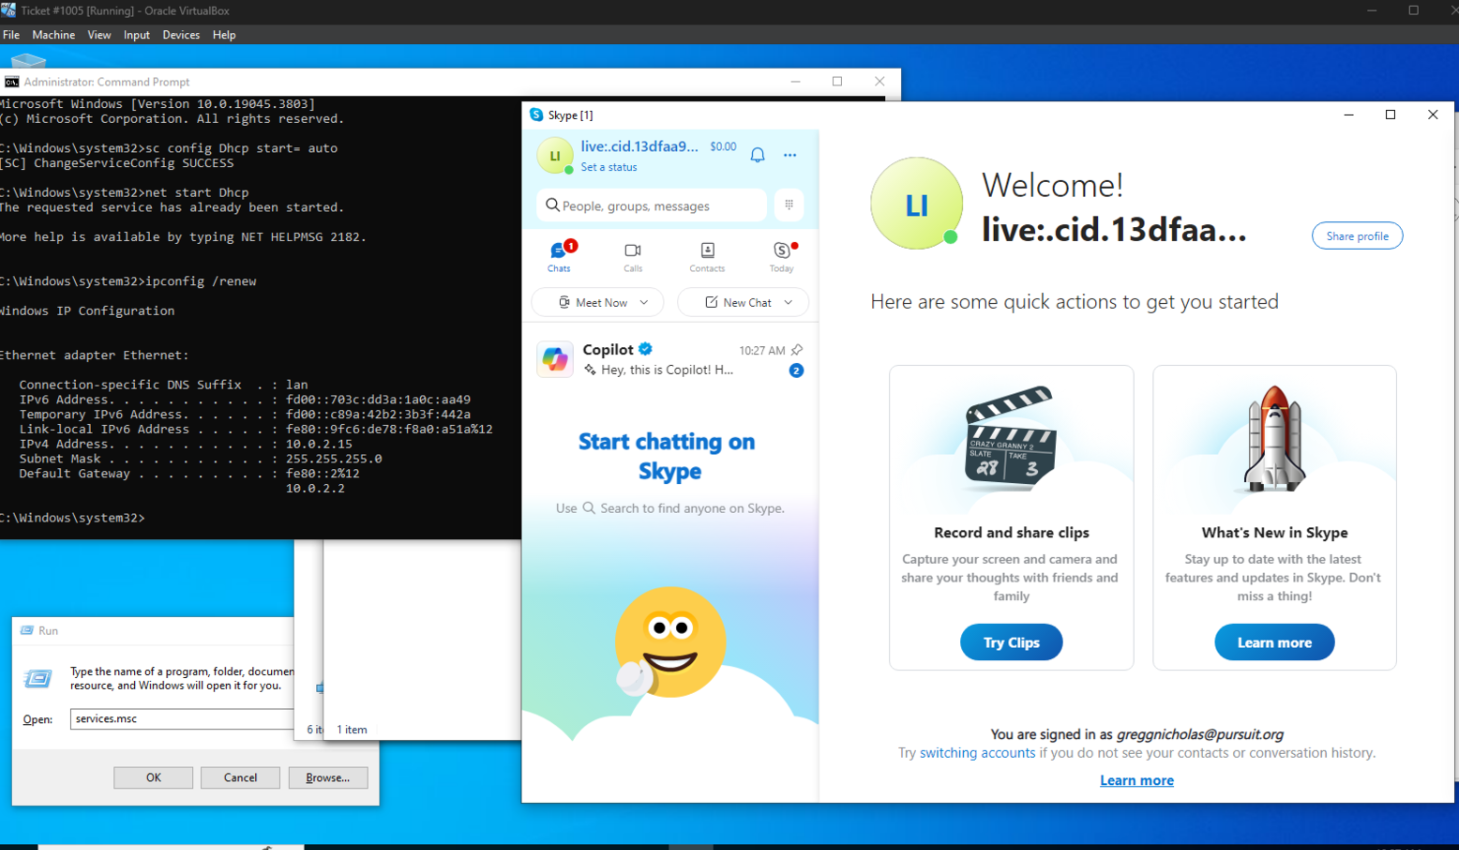 Ticket #1005 [Running] - Oracle VirtualBox
File Machine View Input Devices Help
Administrator: Command Prompt
Microsoft Windows [Version 10.0.19045.3803]
(c) Microsoft Corporation. All rights reserved.
C:\Windows\system32>sc config Dhcp start= auto
[SC] ChangeServiceConfig SUCCESS
C:\Windows\system32>net start Dhcp
The requested service has already been started.
More help is available by typing NET HELPMSG 2182.
C:\Windows\system32>ipconfig /renew
Windows IP Configuration
Ethernet adapter Ethernet:
Connection-specific DNS Suffix . : lan
IPv6 Address. . . . . . . . . . . : fd00::703c:dd3a:1a0c:aa49
Temporary IPv6 Address. . . . . . : fd00::c89a:42b2:3b3f:442a
Link-local IPv6 Address . . . . . : fe80::9fc6:de78:f8a0:a51a%12
IPv4 Address. . . . . . . . . . . : 10.0.2.15
Subnet Mask . . . . . . . . . . . : 255.255.255.0
Default Gateway . . . . . . . . . : fe80::2%12
10.0.2.2
C:\Windows\system32>
Run
Type the name of a program, folder, documen
resource, and Windows will open it for you.
Open: services.msc
OK Cancel Browse...
6 it
1 item
Skype [1]
LI
live:.cid.13dfaa9... $0.00
Set a status
People, groups, messages
1
Chats Calls Contacts Today
Meet Now New Chat
Copilot 10:27 AM
Hey, this is Copilot! H... 2
Start chatting on
Skype
Use Search to find anyone on Skype.
LI
Welcome!
live:.cid.13dfaa...
Share profile
Here are some quick actions to get you started
CRAZY GRANNY 2
SLATE TAKE
28 3
Record and share clips
Capture your screen and camera and
share your thoughts with friends and
family
Try Clips
What's New in Skype
Stay up to date with the latest
features and updates in Skype. Don't
miss a thing!
Learn more
You are signed in as greggnicholas@pursuit.org
Try switching accounts if you do not see your contacts or conversation history.
Learn more